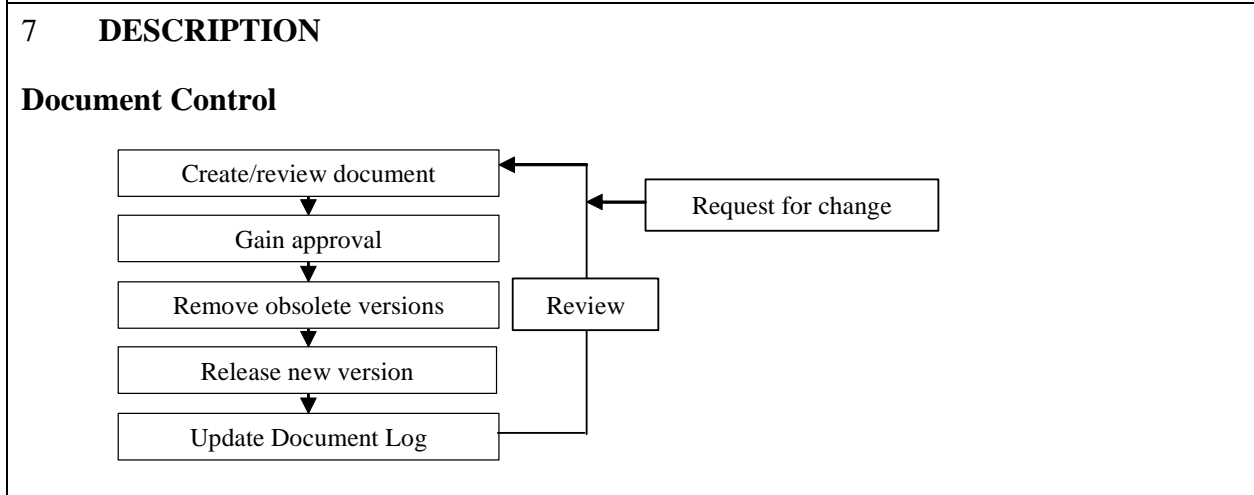 7 DESCRIPTION
Document Control
Create/review document
Request for change
Gain approval
Remove obsolete versions
Review
Release new version
Update Document Log